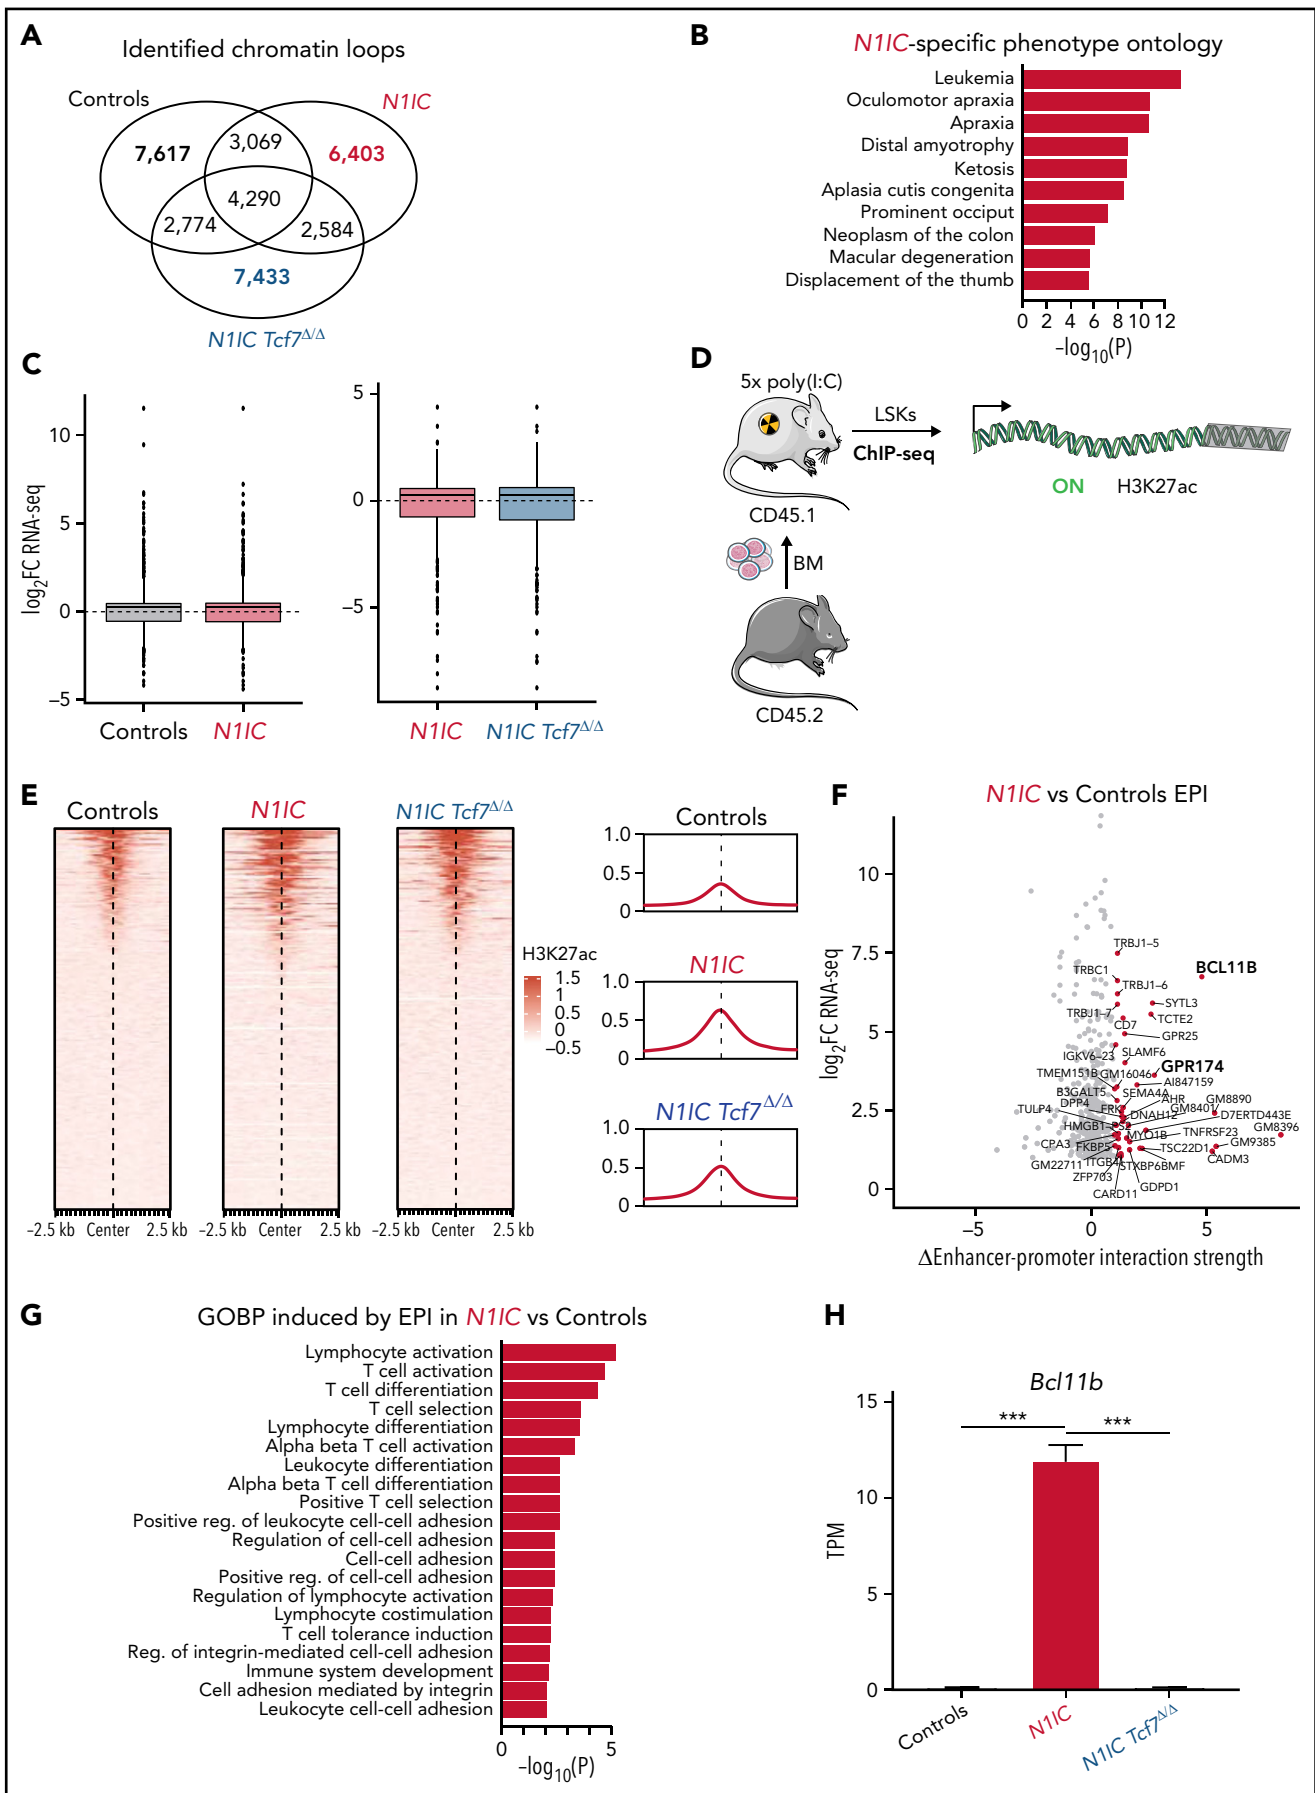 A
Identified chromatin loops
Controls
N1IC
7,617
3,069
6,403
4,290
2,774
2,584
7,433
N1IC Tcf7Δ/Δ
B
N1IC-specific phenotype ontology
Leukemia
Oculomotor apraxia
Apraxia
Distal amyotrophy
Ketosis
Aplasia cutis congenita
Prominent occiput
Neoplasm of the colon
Macular degeneration
Displacement of the thumb
0 2 4 6 8 10 12
–log10(P)
C
log2FC RNA-seq
10
5
0
–5
Controls
N1IC
5
0
–5
N1IC
N1IC Tcf7Δ/Δ
D
5x poly(I:C)
LSKs
ChIP-seq
CD45.1
ON H3K27ac
BM
CD45.2
E
Controls
N1IC
N1IC Tcf7Δ/Δ
–2.5 kb Center 2.5 kb
–2.5 kb Center 2.5 kb
–2.5 kb Center 2.5 kb
H3K27ac
1.5
1
0.5
0
–0.5
Controls
1.0
0.5
0
N1IC
1.0
0.5
0
N1IC Tcf7Δ/Δ
1.0
0.5
0
F
N1IC vs Controls EPI
log2FC RNA-seq
10
7.5
5
2.5
0
TRBJ1–5
TRBC1
BCL11B
TRBJ1–6
TRBJ1–7
SYTL3
TCTE2
CD7
GPR25
IGKV6–23
SLAMF6
GPR174
TMEM151B
GM16046
AI847159
B3GALT5
SEMA4A
DPP4
FRK
AHR
GM8890
TULP4
DNAH12
GM8401
D7ERTD443E
HMGB1–PS2
MYO1B
TNFRSF23
GM8396
CPA3
FKBP5
TSC22D1
GM9385
GM22711
ITGB4
STXBP6
BMF
CADM3
ZFP703
GDPD1
CARD11
–5 0 5
ΔEnhancer-promoter interaction strength
G
GOBP induced by EPI in N1IC vs Controls
Lymphocyte activation
T cell activation
T cell differentiation
T cell selection
Lymphocyte differentiation
Alpha beta T cell activation
Leukocyte differentiation
Alpha beta T cell differentiation
Positive T cell selection
Positive reg. of leukocyte cell-cell adhesion
Regulation of cell-cell adhesion
Cell-cell adhesion
Positive reg. of cell-cell adhesion
Regulation of lymphocyte activation
Lymphocyte costimulation
T cell tolerance induction
Reg. of integrin-mediated cell-cell adhesion
Immune system development
Cell adhesion mediated by integrin
Leukocyte cell-cell adhesion
0 5
–log10(P)
H
Bcl11b
*** ***
TPM
15
10
5
0
Controls
N1IC
N1IC Tcf7Δ/Δ